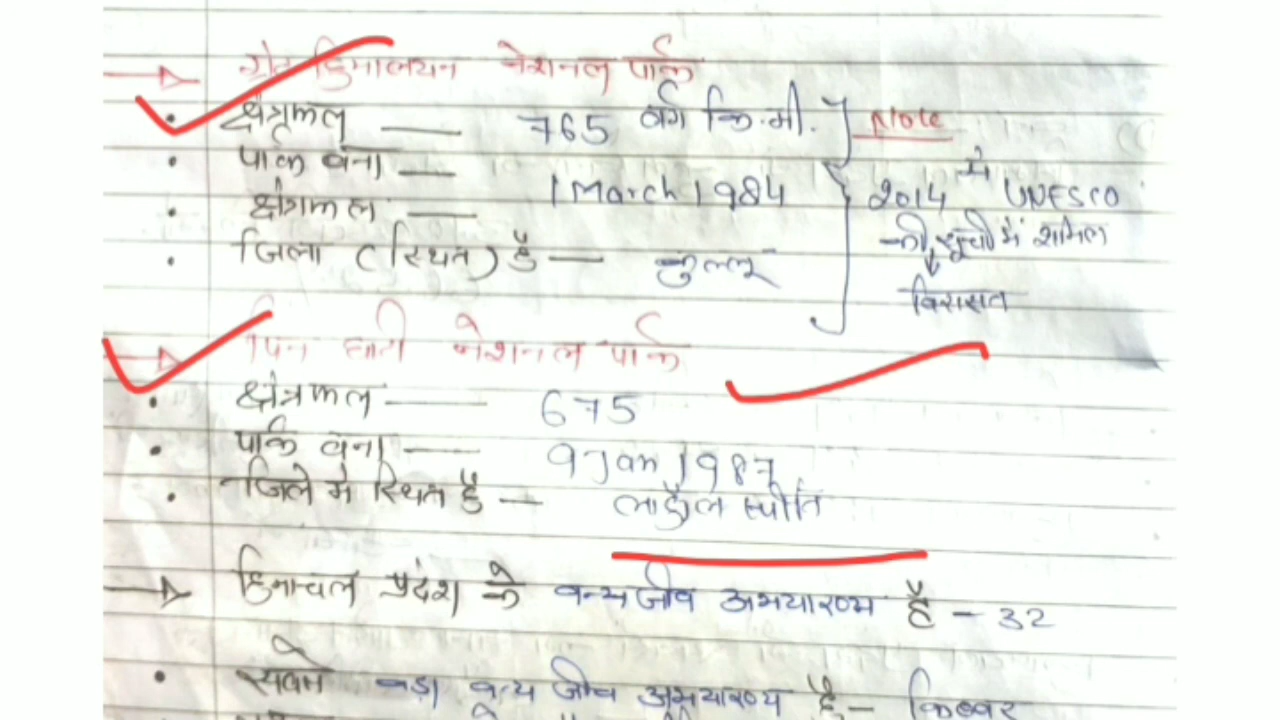 ग्रेट हिमालयन नेशनल पार्क
क्षेत्रफल — 765 वर्ग कि.मी.
Note
पार्क बना —
1 March 1984
क्षेत्रफल —
2014 में UNESCO
की सूची में शामिल
जिला (स्थित) है — कुल्लू
विरासत
पिन घाटी नेशनल पार्क
क्षेत्रफल — 675
पार्क बना — 9 Jan 1987
जिले में स्थित है — लाहौल स्पीति
हिमाचल प्रदेश के वन्यजीव अभयारण्य है – 32
सबसे बड़ा वन्य जीव अभयारण्य है – किब्बर